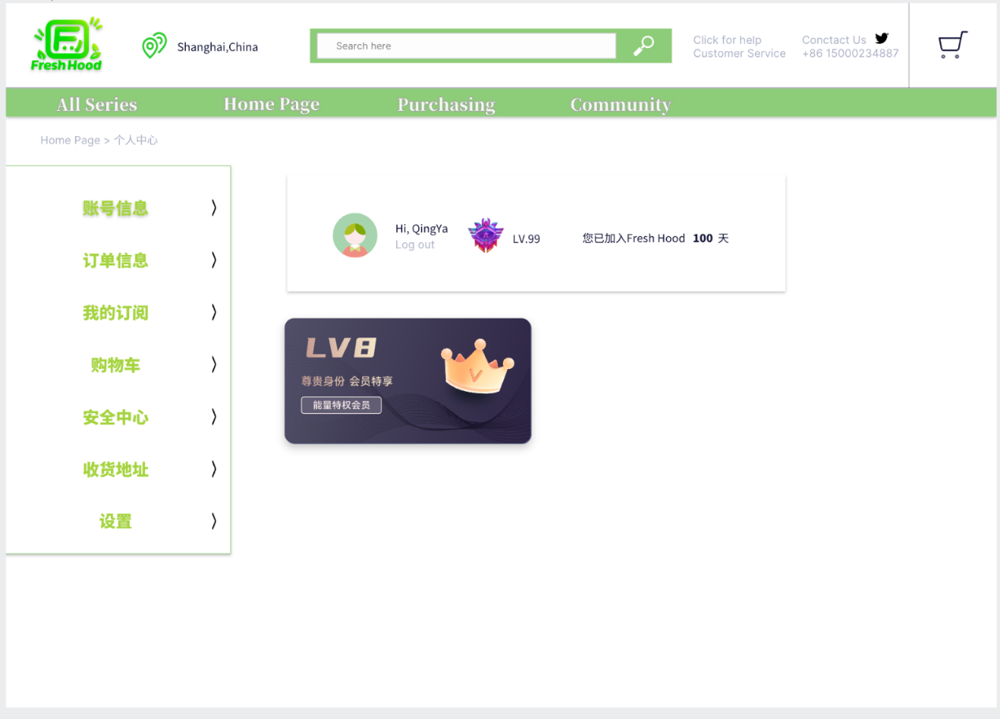 Fresh Hood
Shanghai,China
Search here
Click for help
Customer Service
Conctact Us
+86 15000234887
All Series
Home Page
Purchasing
Community
Home Page > 个人中心
账号信息
订单信息
我的订阅
购物车
安全中心
收货地址
设置
Hi, QingYa
Log out
LV.99
您已加入Fresh Hood 100 天
LV8
尊贵身份 会员特享
能量特权会员
V